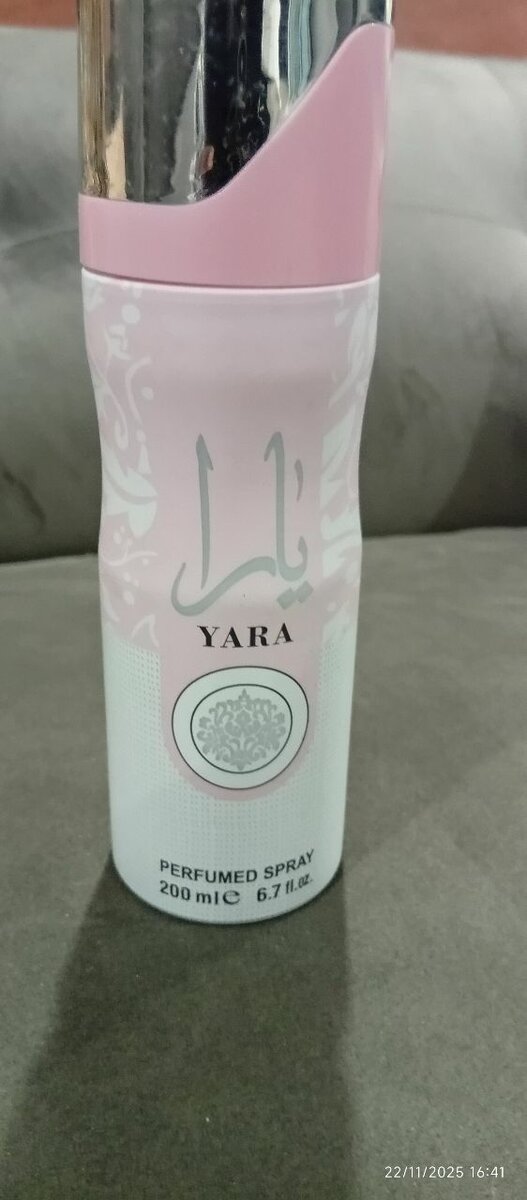 يارا
YARA
PERFUMED SPRAY
200 ml e 6.7 fl.oz.
22/11/2025 16:41